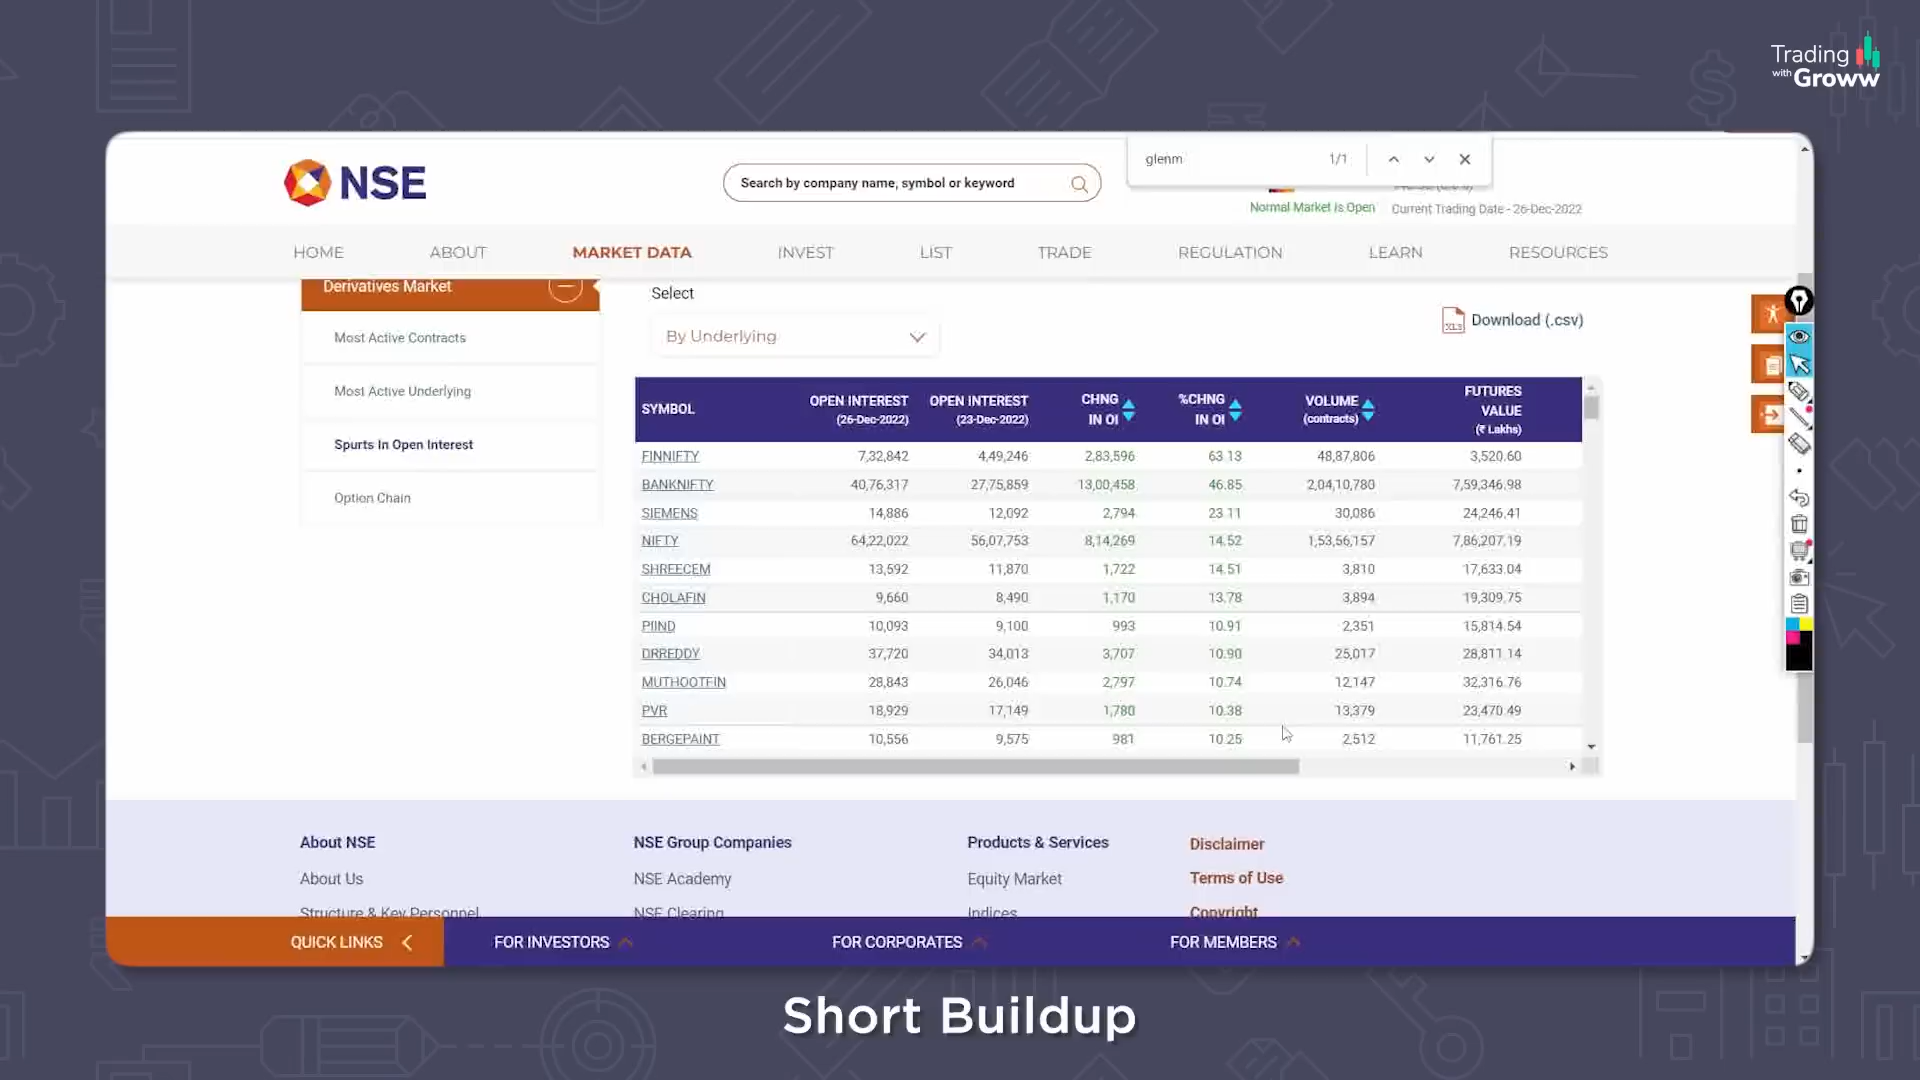 Trading
with Groww
glenm 1/1
NSE
Search by company name, symbol or keyword
Normal Market is Open
Current Trading Date - 26-Dec-2022
HOME ABOUT MARKET DATA INVEST LIST TRADE REGULATION LEARN RESOURCES
Derivatives Market
Most Active Contracts
Most Active Underlying
Spurts In Open Interest
Option Chain
Select
By Underlying
XLS
Download (.csv)
SYMBOL OPEN INTEREST (26-Dec-2022) OPEN INTEREST (23-Dec-2022) CHNG IN OI %CHNG IN OI VOLUME (contracts) FUTURES VALUE (₹ Lakhs)
FINNIFTY 7,32,842 4,49,246 2,83,596 63.13 48,87,806 3,520.60
BANKNIFTY 40,76,317 27,75,859 13,00,458 46.85 2,04,10,780 7,59,346.98
SIEMENS 14,886 12,092 2,794 23.11 30,086 24,246.41
NIFTY 64,22,022 56,07,753 8,14,269 14.52 1,53,56,157 7,86,207.19
SHREECEM 13,592 11,870 1,722 14.51 3,810 17,633.04
CHOLAFIN 9,660 8,490 1,170 13.78 3,894 19,309.75
PIIND 10,093 9,100 993 10.91 2,351 15,814.54
DRREDDY 37,720 34,013 3,707 10.90 25,017 28,811.14
MUTHOOTFIN 28,843 26,046 2,797 10.74 12,147 32,316.76
PVR 18,929 17,149 1,780 10.38 13,379 23,470.49
BERGEPAINT 10,556 9,575 981 10.25 2,512 11,761.25
About NSE NSE Group Companies Products & Services Disclaimer
About Us NSE Academy Equity Market Terms of Use
Structure & Key Personnel NSE Clearing Indices Copyright
QUICK LINKS FOR INVESTORS FOR CORPORATES FOR MEMBERS
Short Buildup